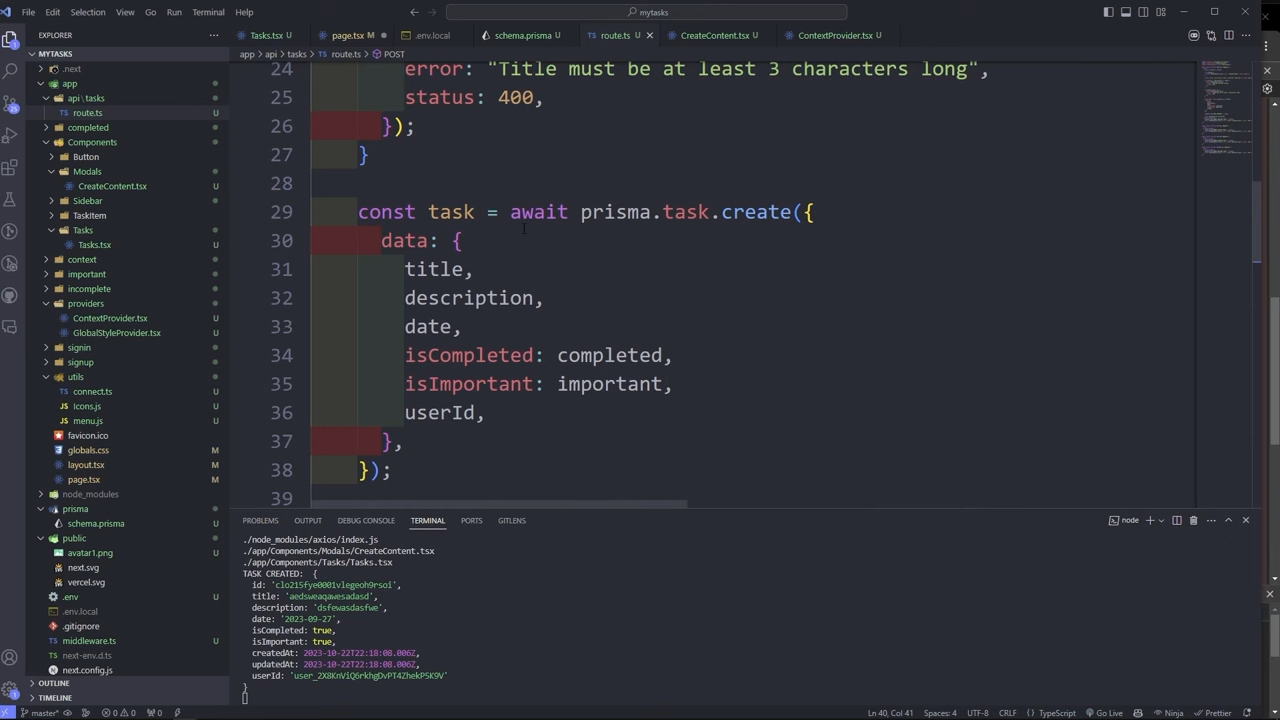 File Edit Selection View Go Run Terminal Help
mytasks
EXPLORER
Tasks.tsx U
page.tsx M
.env.local
schema.prisma U
route.ts U
CreateContent.tsx U
ContextProvider.tsx U
app > api > tasks > route.ts > POST
MYTASKS
.next
app
api\tasks
route.ts U
completed
Components
Button
Modals
CreateContent.tsx U
Sidebar
TaskItem
Tasks
Tasks.tsx U
context
important
incomplete
providers
ContextProvider.tsx U
GlobalStyleProvider.tsx U
signin
signup
utils
connect.ts U
Icons.js U
menu.js U
favicon.ico
globals.css M
layout.tsx M
page.tsx M
node_modules
prisma
schema.prisma U
public
avatar1.png U
next.svg
vercel.svg
.env U
.env.local
.gitignore
middleware.ts U
next-env.d.ts
next.config.js
OUTLINE
TIMELINE
24 error: "Title must be at least 3 characters long",
25 status: 400,
26 });
27 }
28
29 const task = await prisma.task.create({
30 data: {
31 title,
32 description,
33 date,
34 isCompleted: completed,
35 isImportant: important,
36 userId,
37 },
38 });
39
PROBLEMS OUTPUT DEBUG CONSOLE TERMINAL PORTS GITLENS
node
./node_modules/axios/index.js
./app/Components/Modals/CreateContent.tsx
./app/Components/Tasks/Tasks.tsx
TASK CREATED: {
id: 'clo215fye0001vlegeoh9rsoi',
title: 'aedsweaqawesadasd',
description: 'dsfewasdasfwe',
date: '2023-09-27',
isCompleted: true,
isImportant: true,
createdAt: 2023-10-22T22:18:08.006Z,
updatedAt: 2023-10-22T22:18:08.006Z,
userId: 'user_2X8KnViQ6rkhgDvPT4ZhekP5K9V'
}
master* 0 0 0 Ln 40, Col 41 Spaces: 4 UTF-8 CRLF TypeScript Go Live Ninja Prettier